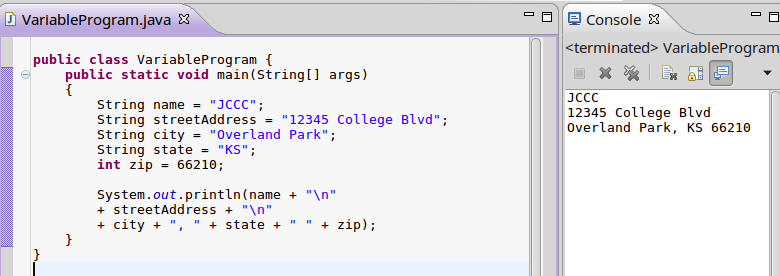 VariableProgram.java
public class VariableProgram {
    public static void main(String[] args)
    {
        String name = "JCCC";
        String streetAddress = "12345 College Blvd";
        String city = "Overland Park";
        String state = "KS";
        int zip = 66210;

        System.out.println(name + "\n"
        + streetAddress + "\n"
        + city + ", " + state + " " + zip);
    }
}
Console
<terminated> VariableProgram
JCCC
12345 College Blvd
Overland Park, KS 66210